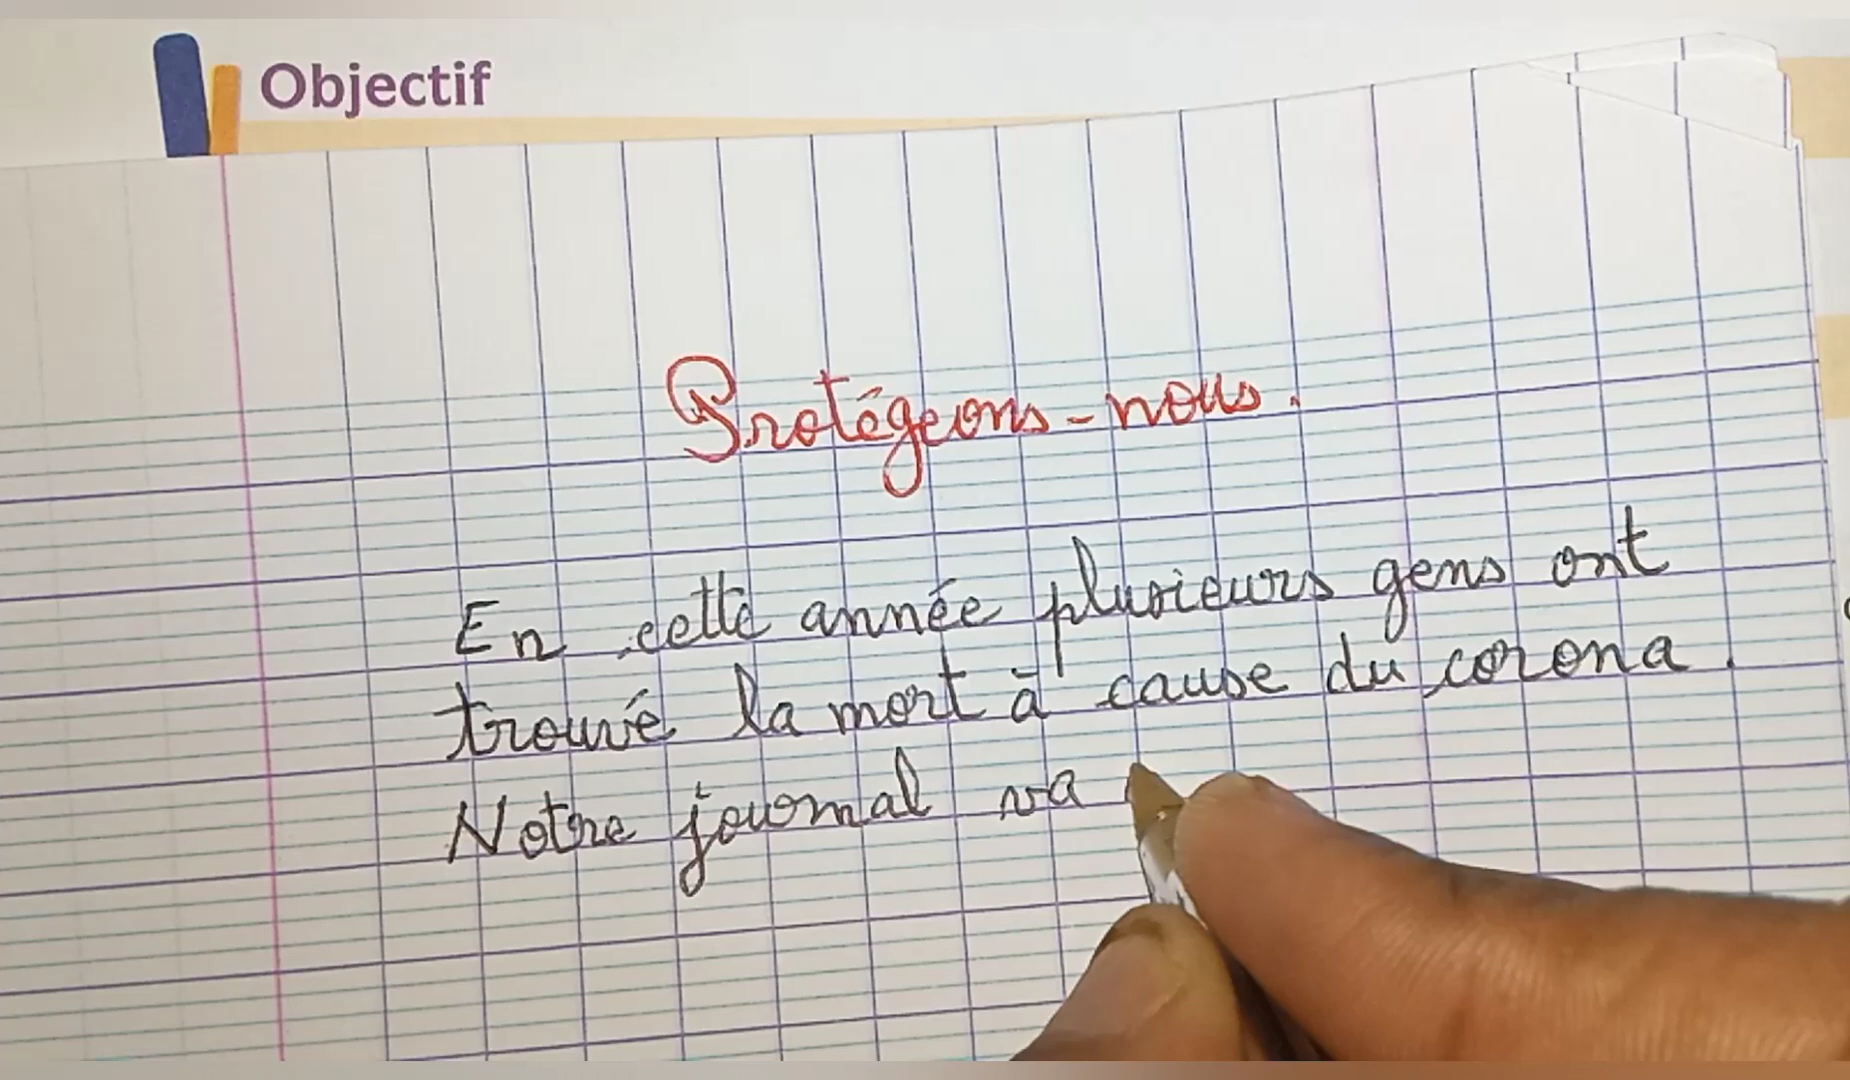 Objectif
Protégeons-nous.
En cette année plusieurs gens ont
trouvé la mort à cause du corona.
Notre journal va